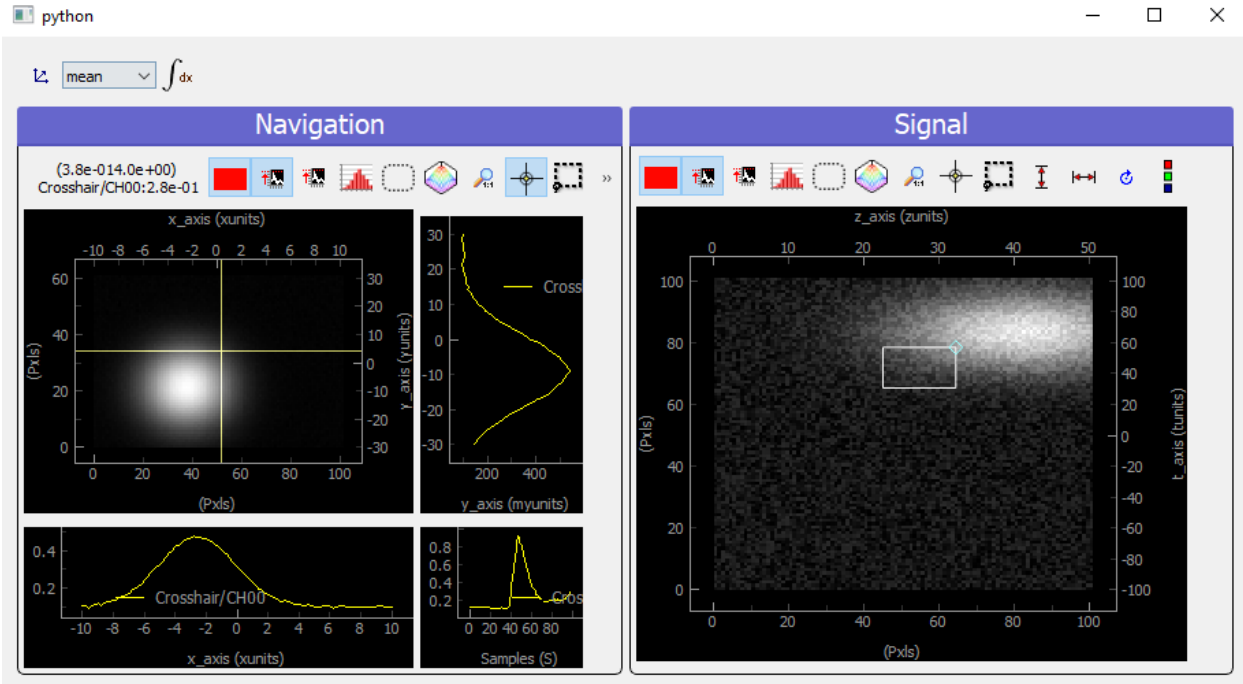 python
mean ∫dx
Navigation
(3.8e-014.0e+00)
Crosshair/CH00:2.8e-01
1:1
»
x_axis (xunits)
-10 -8 -6 -4 -2 0 2 4 6 8 10
60 40 20 0
(Pxls)
30 20 10 0 -10 -20 -30
y_axis (yunits)
0 20 40 60 80 100
(Pxls)
30 20 10 0 -10 -20 -30
Cross
200 400
y_axis (myunits)
0.4 0.2
Crosshair/CH00
-10 -8 -6 -4 -2 0 2 4 6 8 10
x_axis (xunits)
0.8 0.6 0.4 0.2
Cros
0 20 40 60 80
Samples (S)
Signal
1:1
z_axis (zunits)
0 10 20 30 40 50
100 80 60 40 20 0
(Pxls)
100 80 60 40 20 0 -20 -40 -60 -80 -100
t_axis (tunits)
0 20 40 60 80 100
(Pxls)